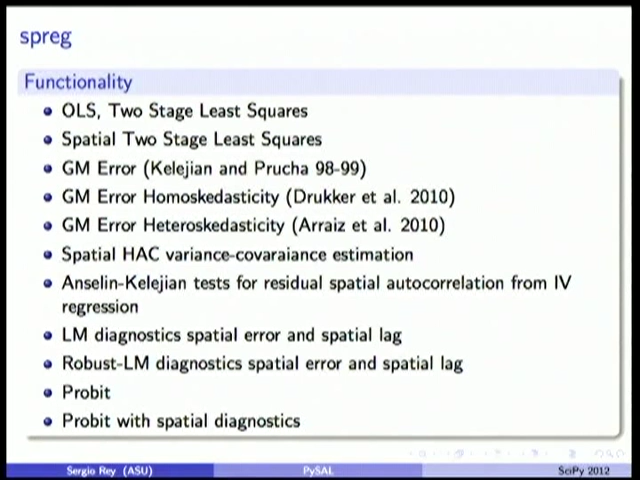 spreg
Functionality
OLS, Two Stage Least Squares
Spatial Two Stage Least Squares
GM Error (Kelejian and Prucha 98-99)
GM Error Homoskedasticity (Drukker et al. 2010)
GM Error Heteroskedasticity (Arraiz et al. 2010)
Spatial HAC variance-covaraiance estimation
Anselin-Kelejian tests for residual spatial autocorrelation from IV
regression
LM diagnostics spatial error and spatial lag
Robust-LM diagnostics spatial error and spatial lag
Probit
Probit with spatial diagnostics
Sergio Rey (ASU) PySAL SciPy 2012